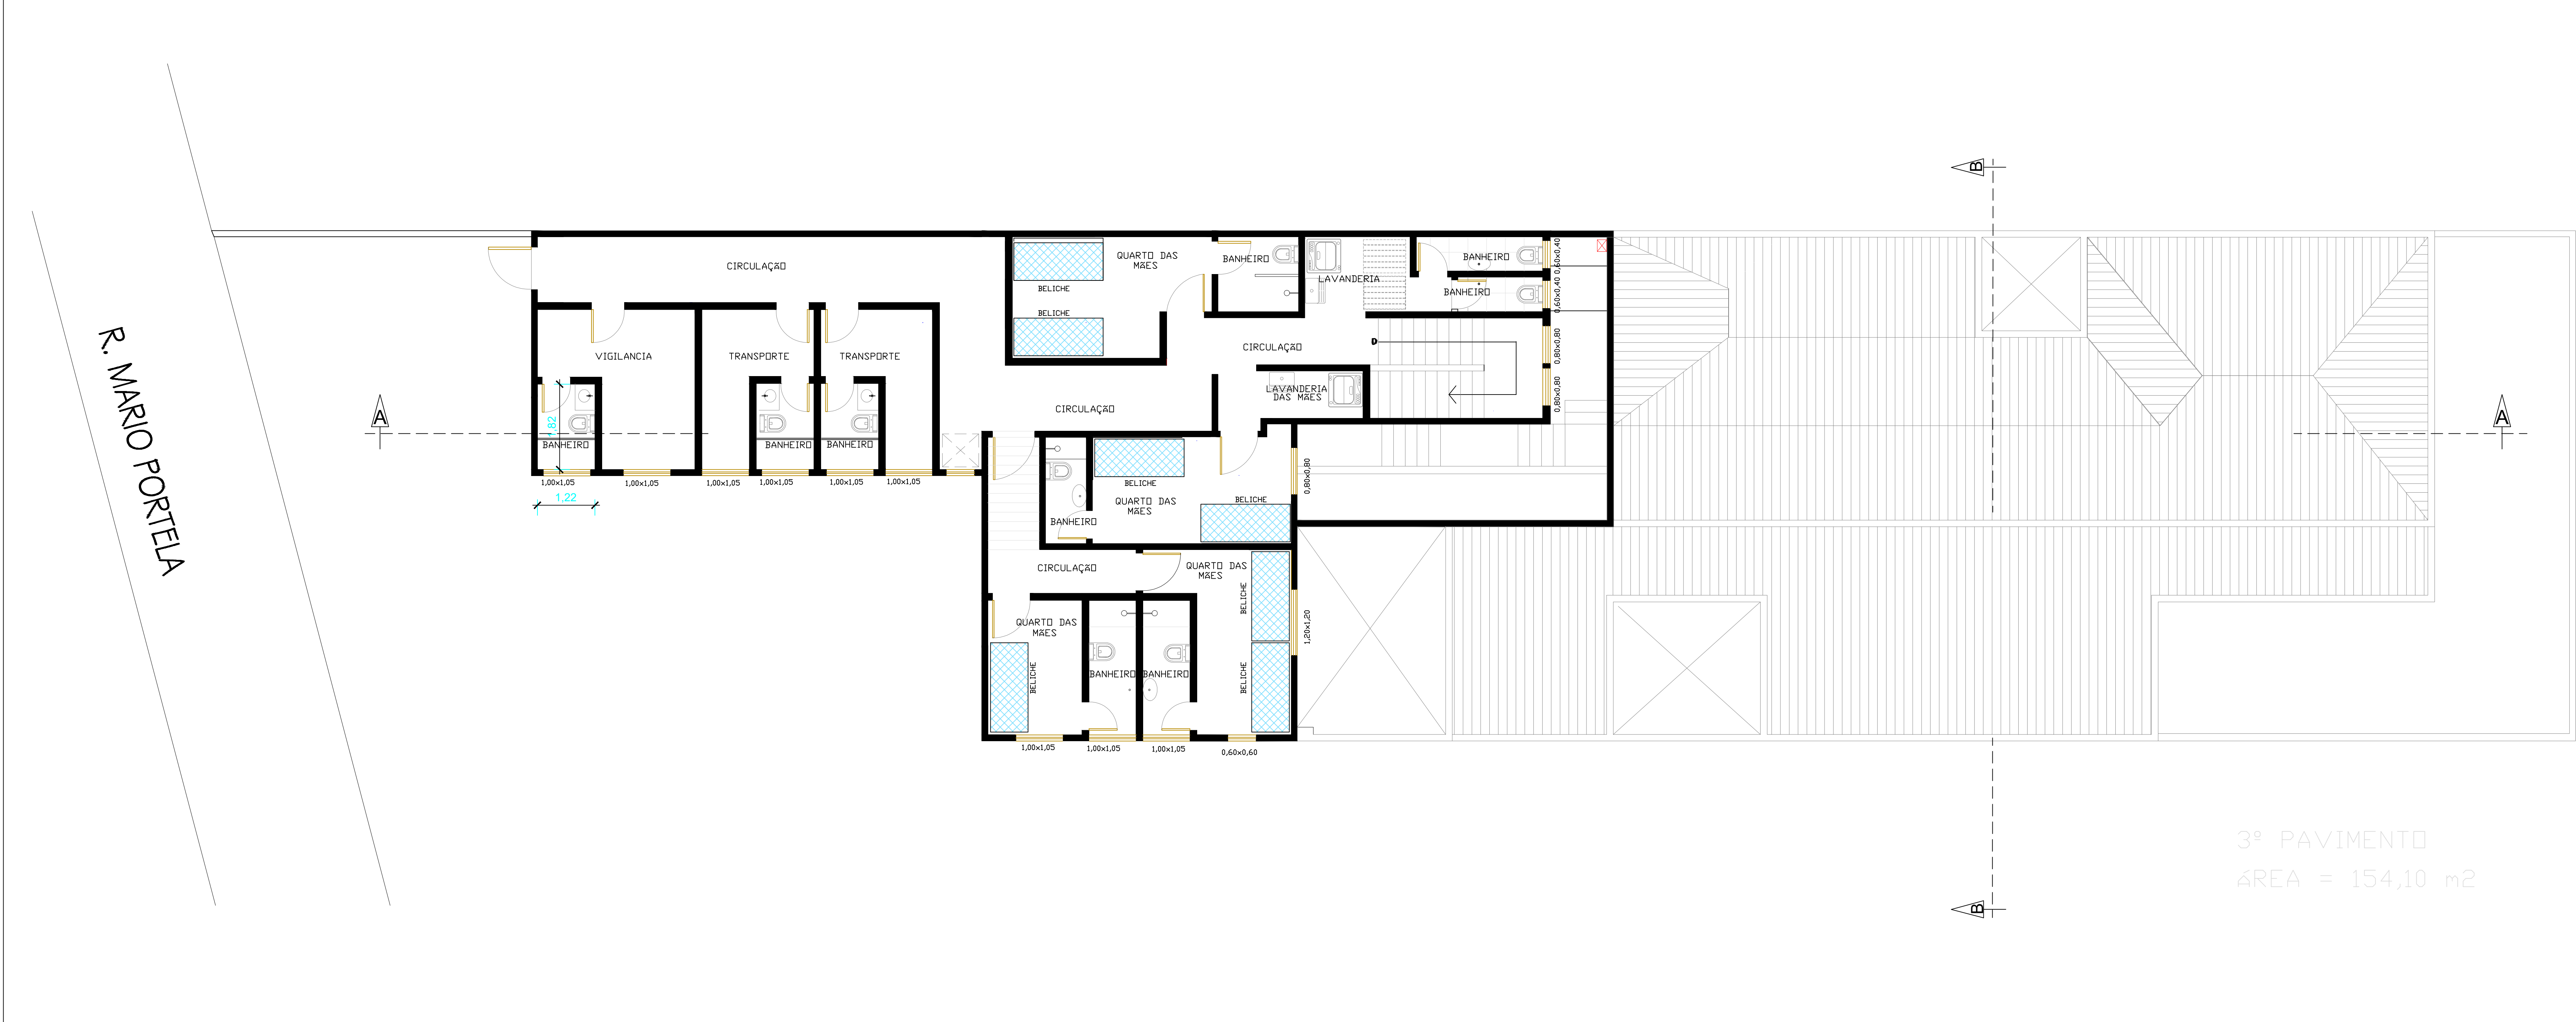 R. MARIO PORTELA
A
A
B
B
CIRCULAÇÃO
VIGILANCIA
TRANSPORTE
TRANSPORTE
BANHEIRO
BANHEIRO
BANHEIRO
1,82
1,22
1,00x1,05
1,00x1,05
1,00x1,05
1,00x1,05
1,00x1,05
1,00x1,05
QUARTO DAS
MÃES
BELICHE
BELICHE
BANHEIRO
LAVANDERIA
BANHEIRO
BANHEIRO
0,60x0,40
0,60x0,40
0,80x0,80
0,80x0,80
CIRCULAÇÃO
D
LAVANDERIA
DAS MÃES
CIRCULAÇÃO
BELICHE
QUARTO DAS
MÃES
BELICHE
BANHEIRO
0,80x0,80
CIRCULAÇÃO
QUARTO DAS
MÃES
BELICHE
BELICHE
1,20x1,20
QUARTO DAS
MÃES
BELICHE
BANHEIRO
BANHEIRO
1,00x1,05
1,00x1,05
1,00x1,05
0,60x0,60
3º PAVIMENTO
ÁREA = 154,10 m2